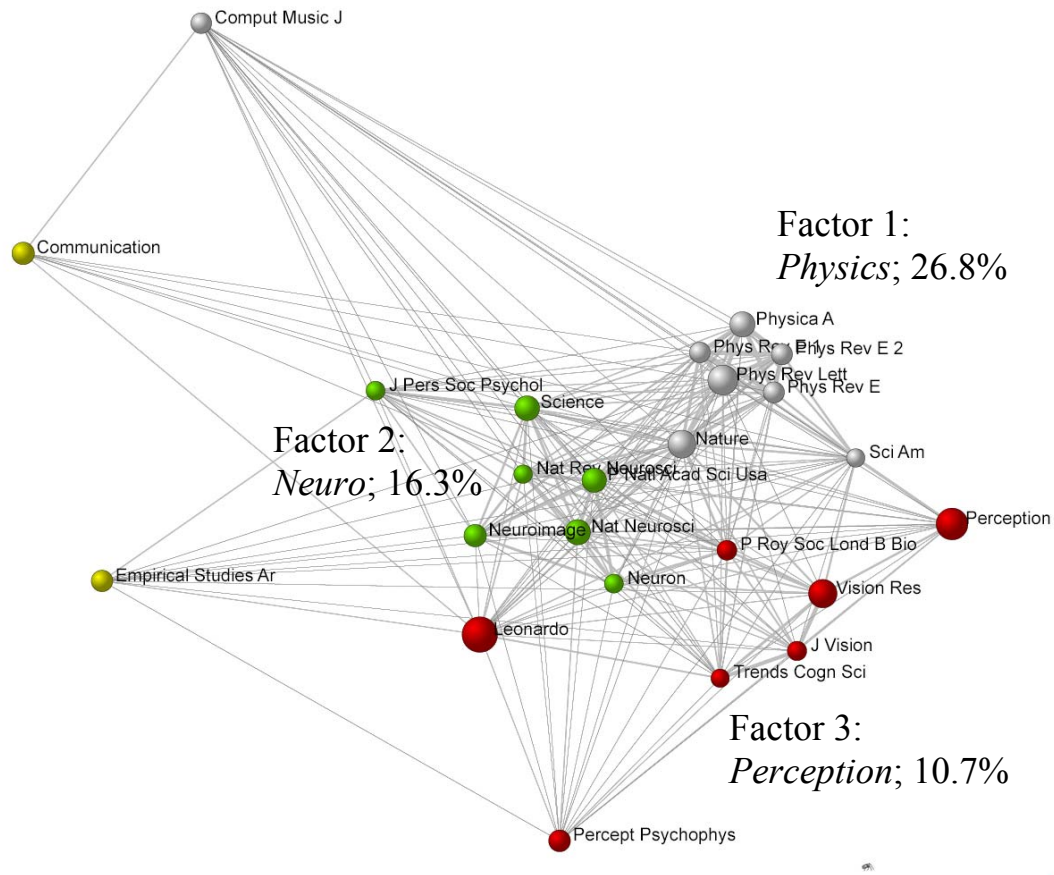 Comput Music J
Communication
Factor 1:
Physics; 26.8%
Physica A
Phys Rev E 1
Phys Rev E 2
Phys Rev Lett
Phys Rev E
J Pers Soc Psychol
Science
Factor 2:
Neuro; 16.3%
Nature
Sci Am
Nat Rev Neurosci
P Natl Acad Sci Usa
Perception
Neuroimage
Nat Neurosci
P Roy Soc Lond B Bio
Empirical Studies Ar
Neuron
Vision Res
Leonardo
J Vision
Trends Cogn Sci
Factor 3:
Perception; 10.7%
Percept Psychophys